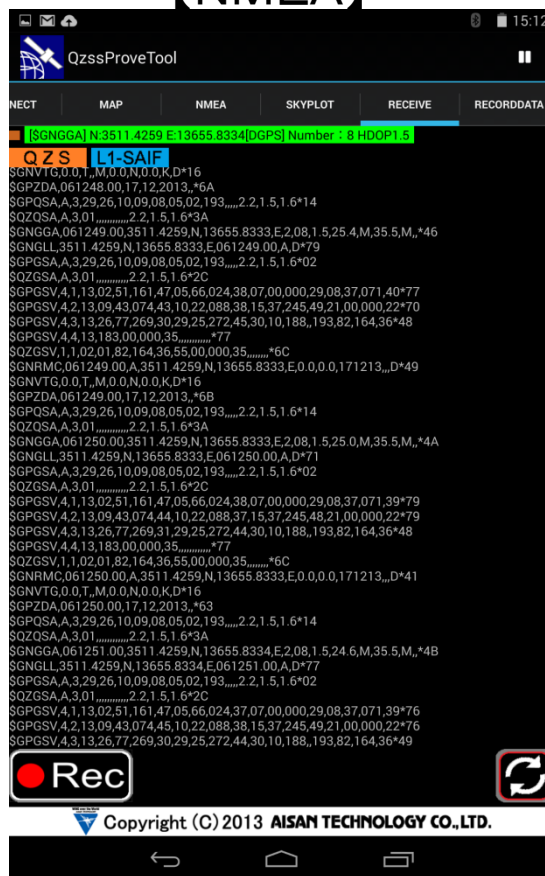 【NMEA】
15:12
QzssProveTool
NECT MAP NMEA SKYPLOT RECEIVE RECORDDATA
[$GNGGA] N:3511.4259 E:13655.8334[DGPS] Number：8 HDOP1.5
QZS L1-SAIF
$GNVTG,0.0,T,,M,0.0,N,0.0,K,D*16
$GPZDA,061248.00,17,12,2013,,*6A
$GPQSA,A,3,29,26,10,09,08,05,02,193,,,,,2.2,1.5,1.6*14
$QZQSA,A,3,01,,,,,,,,,,,,2.2,1.5,1.6*3A
$GNGGA,061249.00,3511.4259,N,13655.8333,E,2,08,1.5,25.4,M,35.5,M,,*46
$GNGLL,3511.4259,N,13655.8333,E,061249.00,A,D*79
$GPGSA,A,3,29,26,10,09,08,05,02,193,,,,,2.2,1.5,1.6*02
$QZGSA,A,3,01,,,,,,,,,,,,2.2,1.5,1.6*2C
$GPGSV,4,1,13,02,51,161,47,05,66,024,38,07,00,000,29,08,37,071,40*77
$GPGSV,4,2,13,09,43,074,43,10,22,088,38,15,37,245,49,21,00,000,22*70
$GPGSV,4,3,13,26,77,269,30,29,25,272,45,30,10,188,,193,82,164,36*48
$GPGSV,4,4,13,183,00,000,35,,,,,,,,,,,,*77
$QZGSV,1,1,02,01,82,164,36,55,00,000,35,,,,,,,,*6C
$GNRMC,061249.00,A,3511.4259,N,13655.8333,E,0.0,0.0,171213,,,D*49
$GNVTG,0.0,T,,M,0.0,N,0.0,K,D*16
$GPZDA,061249.00,17,12,2013,,*6B
$GPQSA,A,3,29,26,10,09,08,05,02,193,,,,,2.2,1.5,1.6*14
$QZQSA,A,3,01,,,,,,,,,,,,2.2,1.5,1.6*3A
$GNGGA,061250.00,3511.4259,N,13655.8333,E,2,08,1.5,25.0,M,35.5,M,,*4A
$GNGLL,3511.4259,N,13655.8333,E,061250.00,A,D*71
$GPGSA,A,3,29,26,10,09,08,05,02,193,,,,,2.2,1.5,1.6*02
$QZGSA,A,3,01,,,,,,,,,,,,2.2,1.5,1.6*2C
$GPGSV,4,1,13,02,51,161,47,05,66,024,38,07,00,000,29,08,37,071,39*79
$GPGSV,4,2,13,09,43,074,44,10,22,088,37,15,37,245,48,21,00,000,22*79
$GPGSV,4,3,13,26,77,269,31,29,25,272,44,30,10,188,,193,82,164,36*48
$GPGSV,4,4,13,183,00,000,35,,,,,,,,,,,,*77
$QZGSV,1,1,02,01,82,164,36,55,00,000,35,,,,,,,,*6C
$GNRMC,061250.00,A,3511.4259,N,13655.8333,E,0.0,0.0,171213,,,D*41
$GNVTG,0.0,T,,M,0.0,N,0.0,K,D*16
$GPZDA,061250.00,17,12,2013,,*63
$GPQSA,A,3,29,26,10,09,08,05,02,193,,,,,2.2,1.5,1.6*14
$QZQSA,A,3,01,,,,,,,,,,,,2.2,1.5,1.6*3A
$GNGGA,061251.00,3511.4259,N,13655.8334,E,2,08,1.5,24.6,M,35.5,M,,*4B
$GNGLL,3511.4259,N,13655.8334,E,061251.00,A,D*77
$GPGSA,A,3,29,26,10,09,08,05,02,193,,,,,2.2,1.5,1.6*02
$QZGSA,A,3,01,,,,,,,,,,,,2.2,1.5,1.6*2C
$GPGSV,4,1,13,02,51,161,47,05,66,024,37,07,00,000,29,08,37,071,39*76
$GPGSV,4,2,13,09,43,074,45,10,22,088,38,15,37,245,49,21,00,000,22*76
$GPGSV,4,3,13,26,77,269,30,29,25,272,44,30,10,188,,193,82,164,36*49
Rec
Copyright (C) 2013 AISAN TECHNOLOGY CO.,LTD.